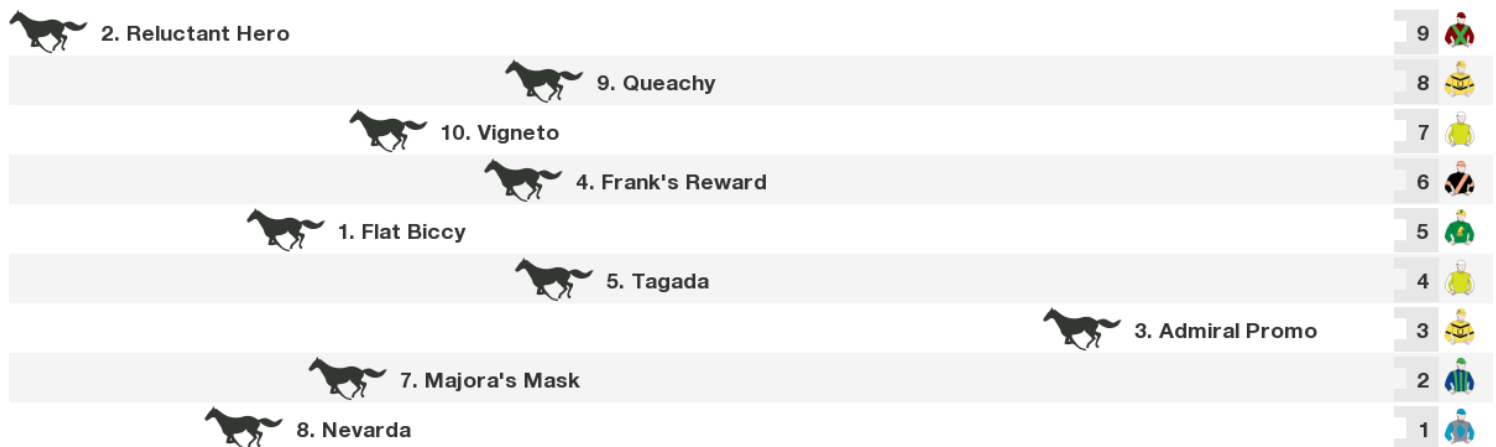 2. Reluctant Hero 9
9. Queachy 8
10. Vigneto 7
4. Frank's Reward 6
1. Flat Biccy 5
5. Tagada 4
3. Admiral Promo 3
7. Majora's Mask 2
8. Nevarda 1